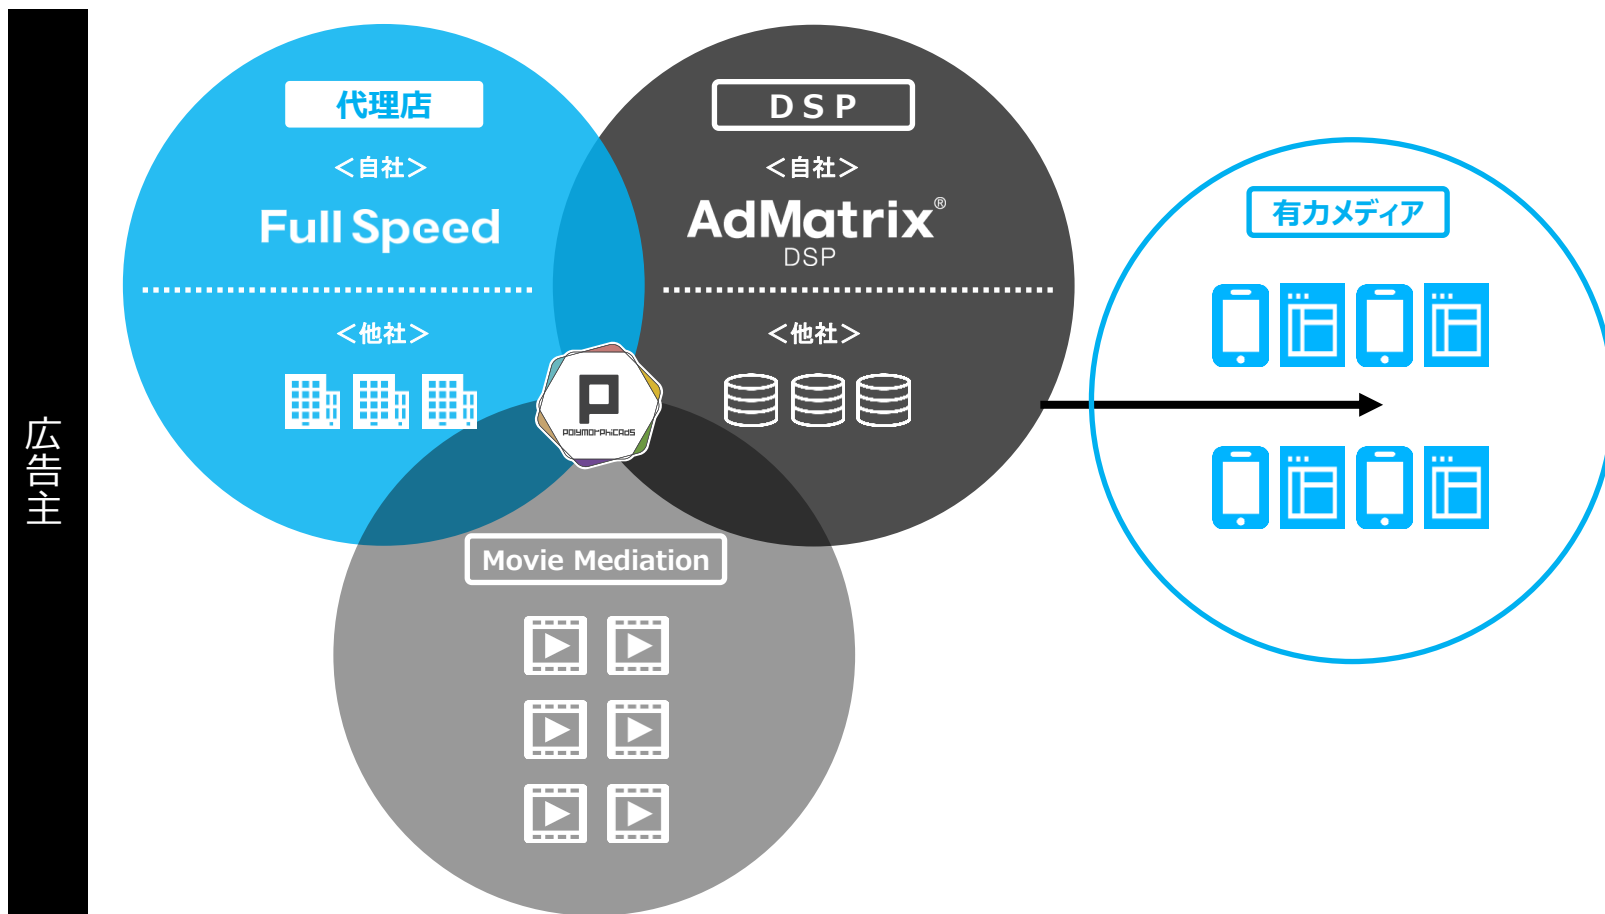 広告主
代理店
＜自社＞
Full Speed
＜他社＞
DSP
＜自社＞
AdMatrix®
DSP
＜他社＞
P
POLYMORPHICADS
Movie Mediation
有力メディア